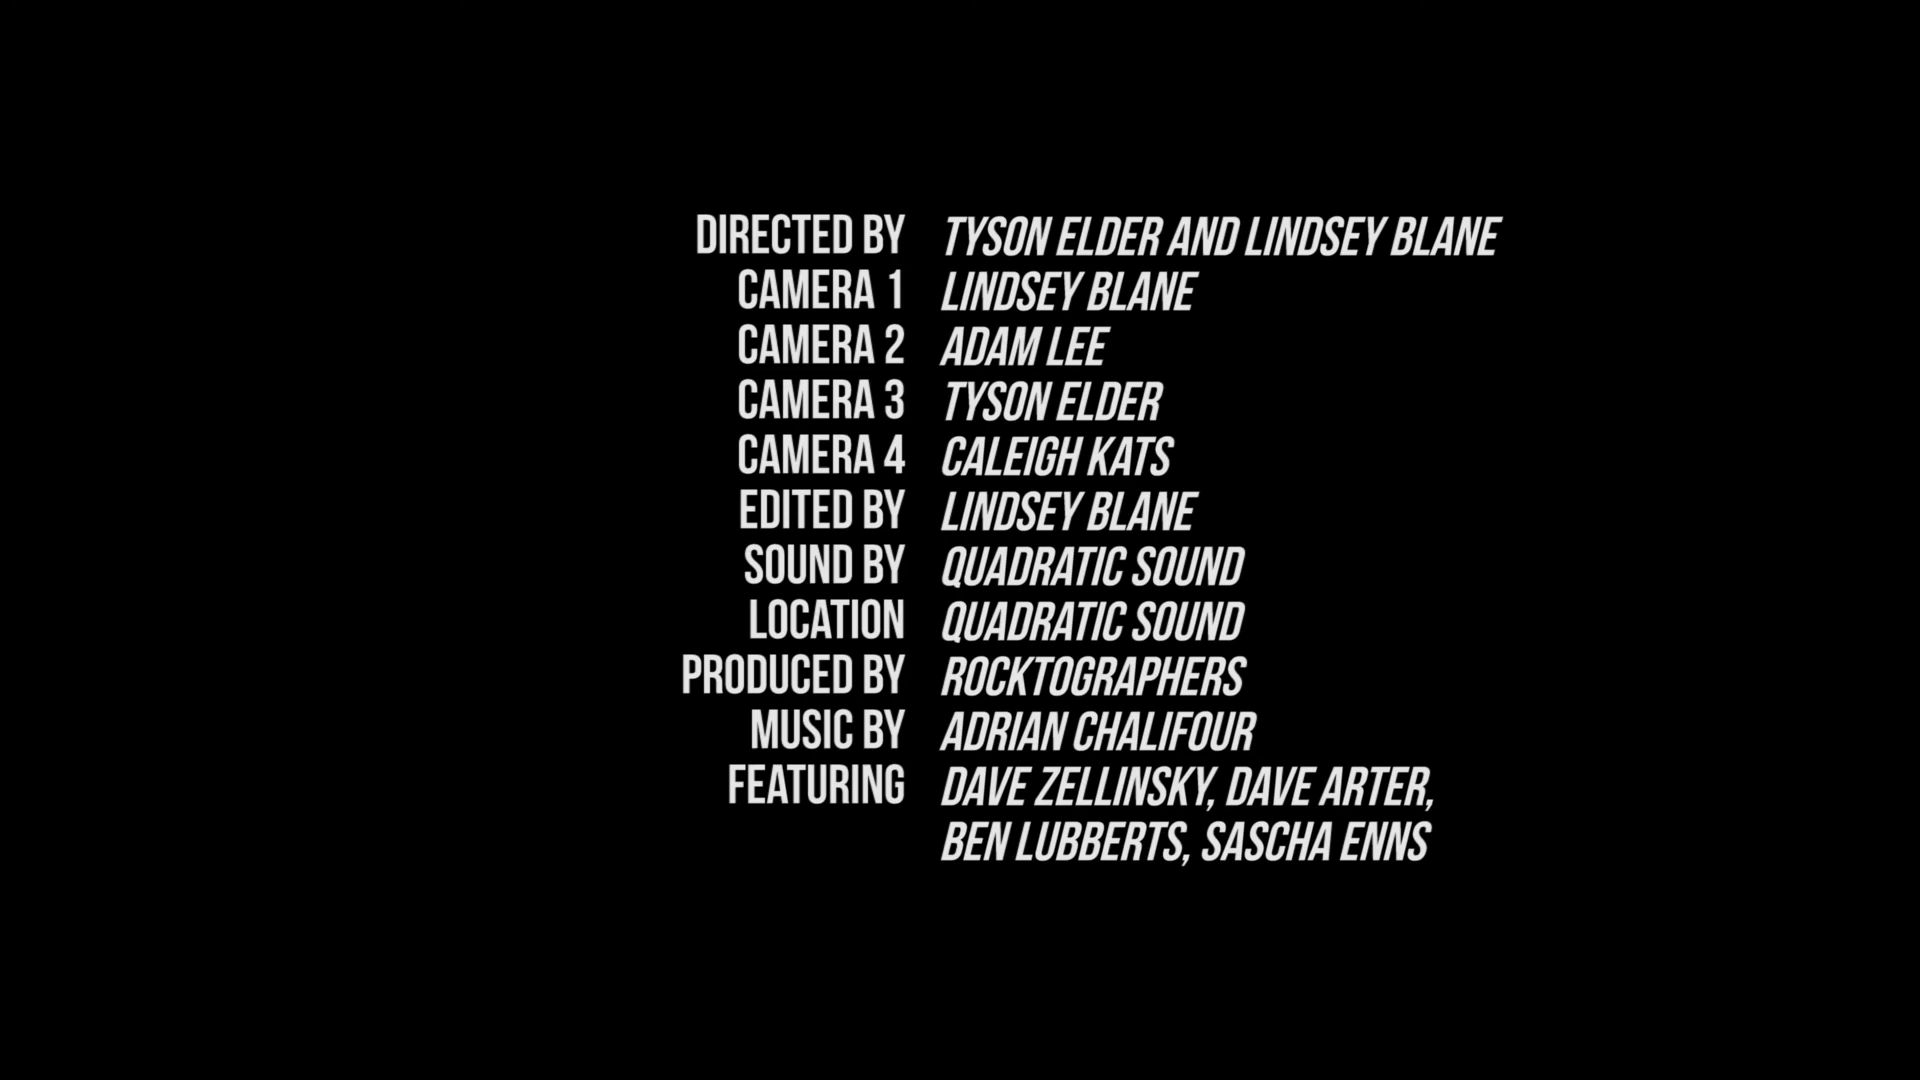 DIRECTED BY TYSON ELDER AND LINDSEY BLANE
CAMERA 1 LINDSEY BLANE
CAMERA 2 ADAM LEE
CAMERA 3 TYSON ELDER
CAMERA 4 CALEIGH KATS
EDITED BY LINDSEY BLANE
SOUND BY QUADRATIC SOUND
LOCATION QUADRATIC SOUND
PRODUCED BY ROCKTOGRAPHERS
MUSIC BY ADRIAN CHALIFOUR
FEATURING DAVE ZELLINSKY, DAVE ARTER,
BEN LUBBERTS, SASCHA ENNS